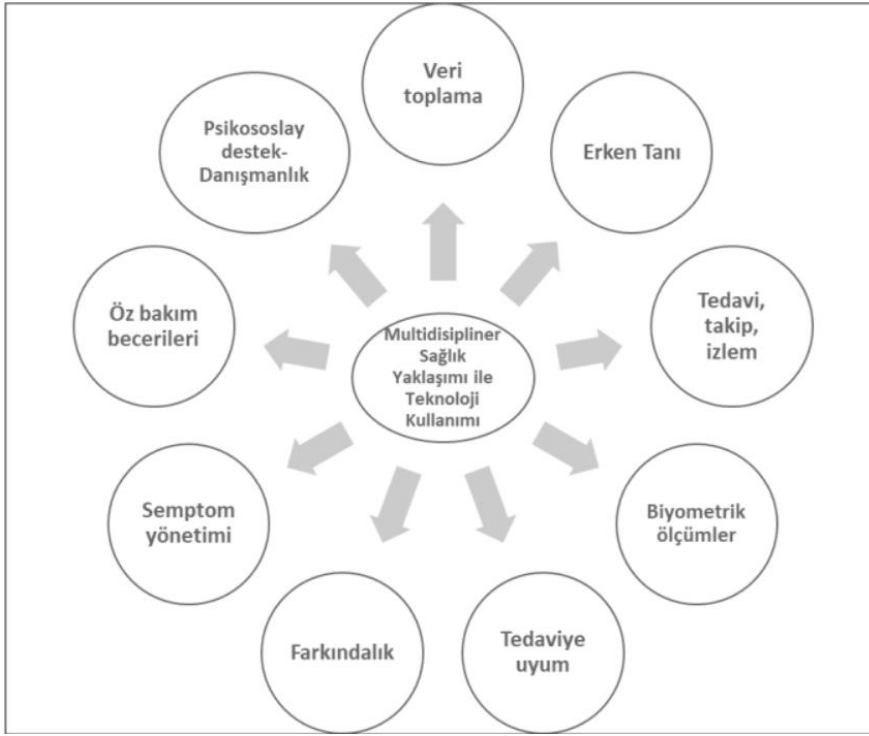 Veri
toplama
Erken Tanı
Tedavi,
takip,
izlem
Biyometrik
ölçümler
Tedaviye
uyum
Farkındalık
Semptom
yönetimi
Öz bakım
becerileri
Psikososlay
destek-
Danışmanlık
Multidisipliner
Sağlık
Yaklaşımı ile
Teknoloji
Kullanımı